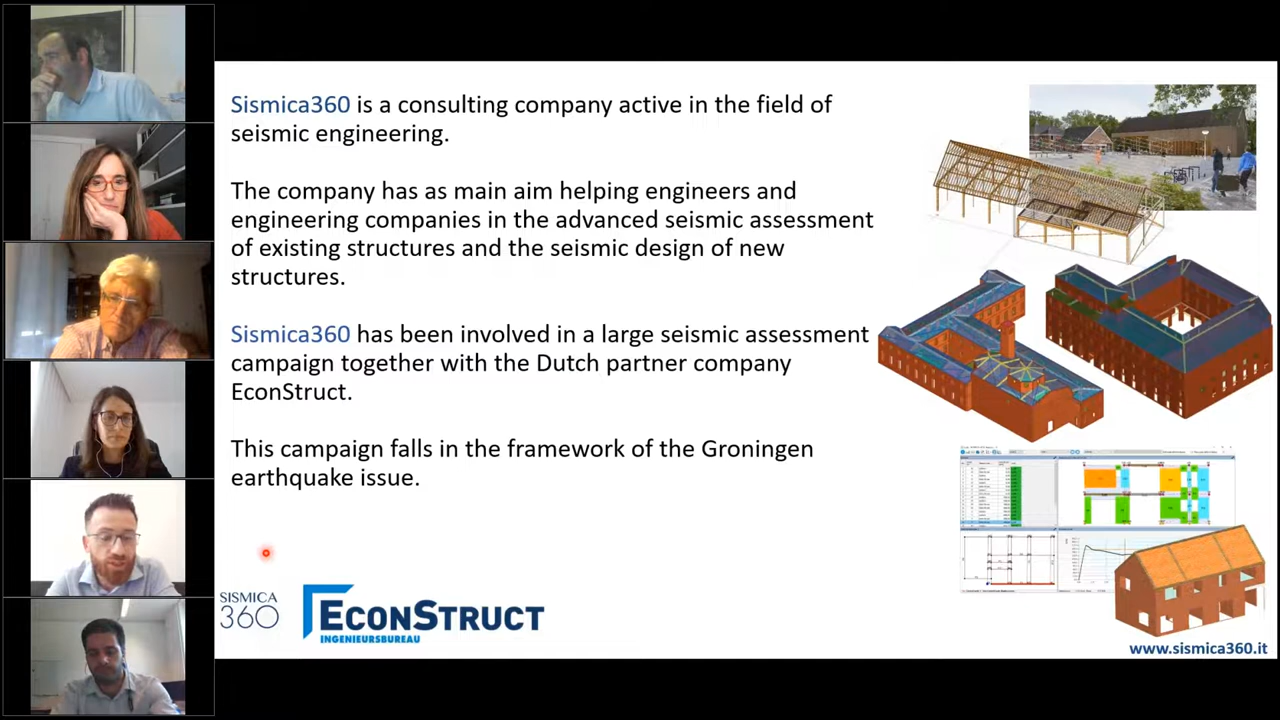 Sismica360 is a consulting company active in the field of
seismic engineering.
The company has as main aim helping engineers and
engineering companies in the advanced seismic assessment
of existing structures and the seismic design of new
structures.
Sismica360 has been involved in a large seismic assessment
campaign together with the Dutch partner company
EconStruct.
This campaign falls in the framework of the Groningen
earthquake issue.
SISMICA
360
ECONSTRUCT
INGENIEURSBUREAU
www.sismica360.it